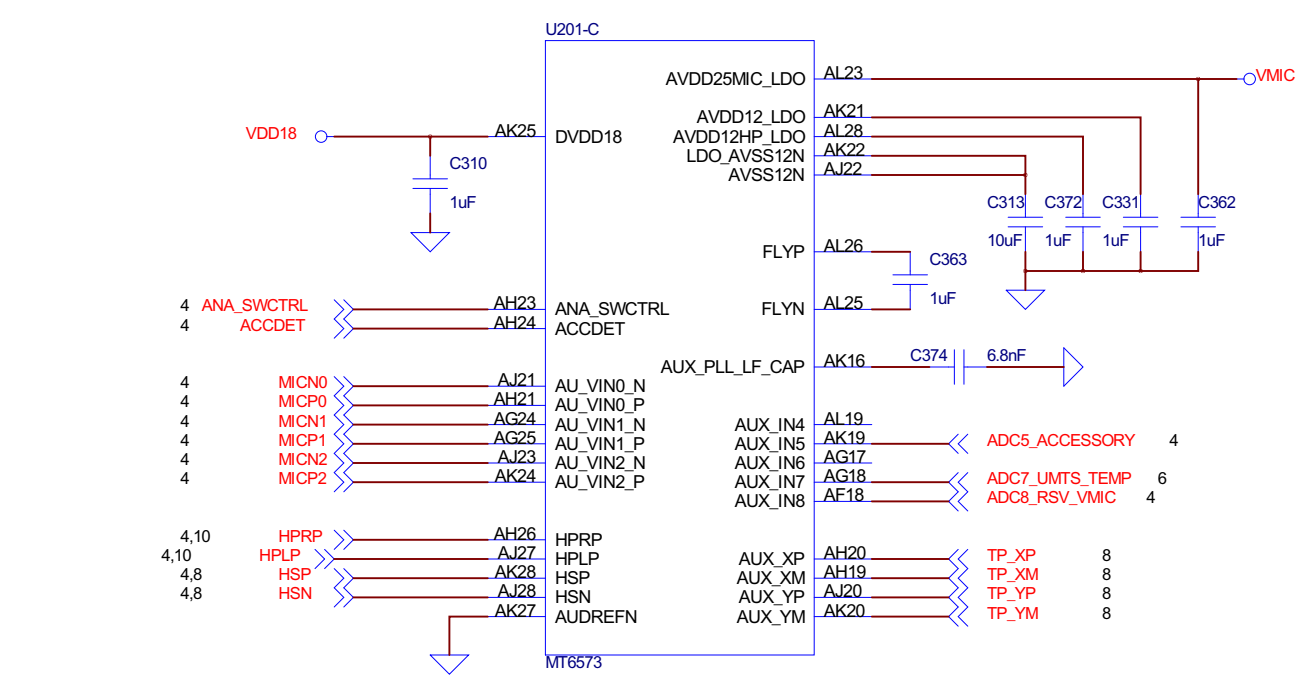 U201-C
AVDD25MIC_LDO AL23 VMIC
AVDD12_LDO AK21
VDD18 AK25 DVDD18 AVDD12HP_LDO AL28
LDO_AVSS12N AK22
C310 AVSS12N AJ22
1uF C313 C372 C331 C362
10uF 1uF 1uF 1uF
FLYP AL26
C363
1uF
4 ANA_SWCTRL AH23 ANA_SWCTRL FLYN AL25
4 ACCDET AH24 ACCDET
AUX_PLL_LF_CAP AK16 C374 6.8nF
4 MICN0 AJ21 AU_VIN0_N
4 MICP0 AH21 AU_VIN0_P
4 MICN1 AG24 AU_VIN1_N AUX_IN4 AL19
4 MICP1 AG25 AU_VIN1_P AUX_IN5 AK19 ADC5_ACCESSORY 4
4 MICN2 AJ23 AU_VIN2_N AUX_IN6 AG17
4 MICP2 AK24 AU_VIN2_P AUX_IN7 AG18 ADC7_UMTS_TEMP 6
AUX_IN8 AF18 ADC8_RSV_VMIC 4
4,10 HPRP AH26 HPRP
4,10 HPLP AJ27 HPLP AUX_XP AH20 TP_XP 8
4,8 HSP AK28 HSP AUX_XM AH19 TP_XM 8
4,8 HSN AJ28 HSN AUX_YP AJ20 TP_YP 8
AK27 AUDREFN AUX_YM AK20 TP_YM 8
MT6573